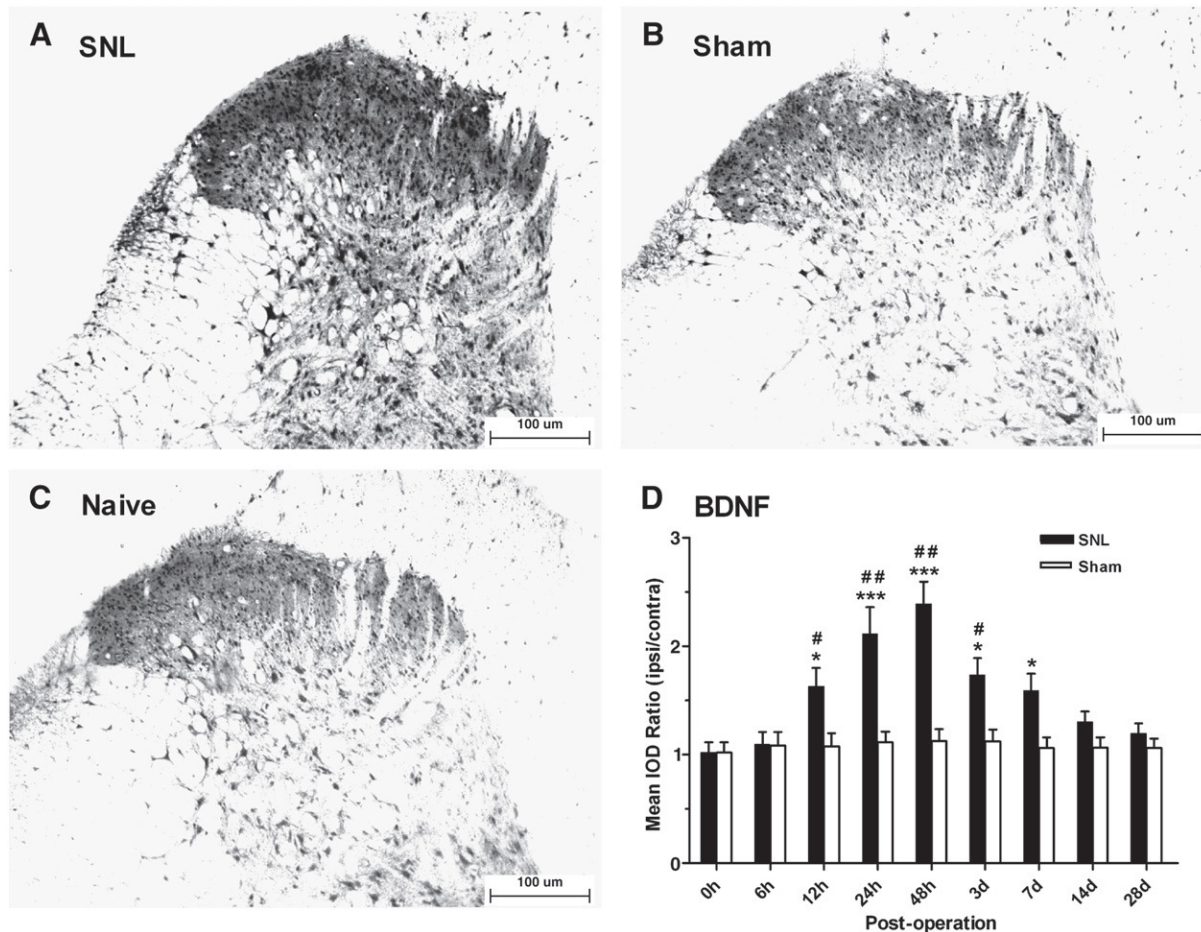 A SNL
100 um
B Sham
100 um
C Naive
100 um
D BDNF
Mean IOD Ratio (ipsi/contra)
3
2
1
0
SNL
Sham
#
*
##
***
##
***
#
*
*
0h 6h 12h 24h 48h 3d 7d 14d 28d
Post-operation